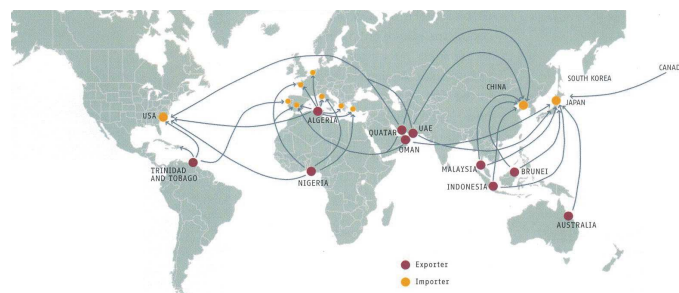 CANAD
SOUTH KOREA
CHINA
JAPAN
USA
ALGERIA
QUATAR
UAE
OMAN
TRINIDAD
AND TOBAGO
NIGERIA
MALAYSIA
BRUNEI
INDONESIA
AUSTRALIA
Exporter
Importer